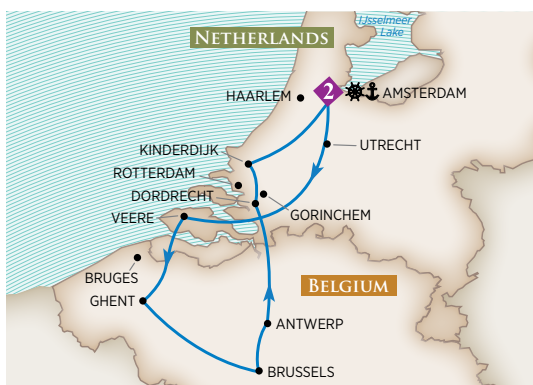 IJsselmeer
Lake
NETHERLANDS
HAARLEM
2
AMSTERDAM
KINDERDIJK
UTRECHT
ROTTERDAM
DORDRECHT
GORINCHEM
VEERE
BRUGES
BELGIUM
GHENT
ANTWERP
BRUSSELS